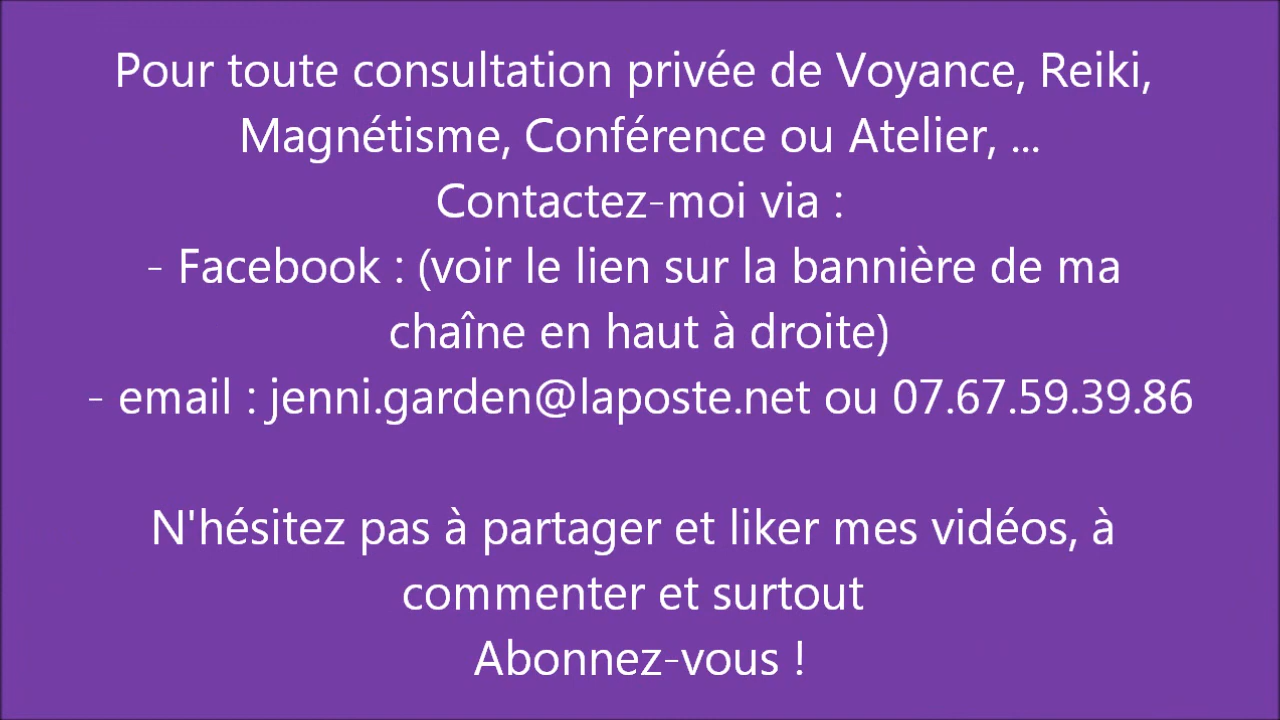 Pour toute consultation privée de Voyance, Reiki,
Magnétisme, Conférence ou Atelier, ...
Contactez-moi via :
- Facebook : (voir le lien sur la bannière de ma
chaîne en haut à droite)
- email : jenni.garden@laposte.net ou 07.67.59.39.86
N'hésitez pas à partager et liker mes vidéos, à
commenter et surtout
Abonnez-vous !